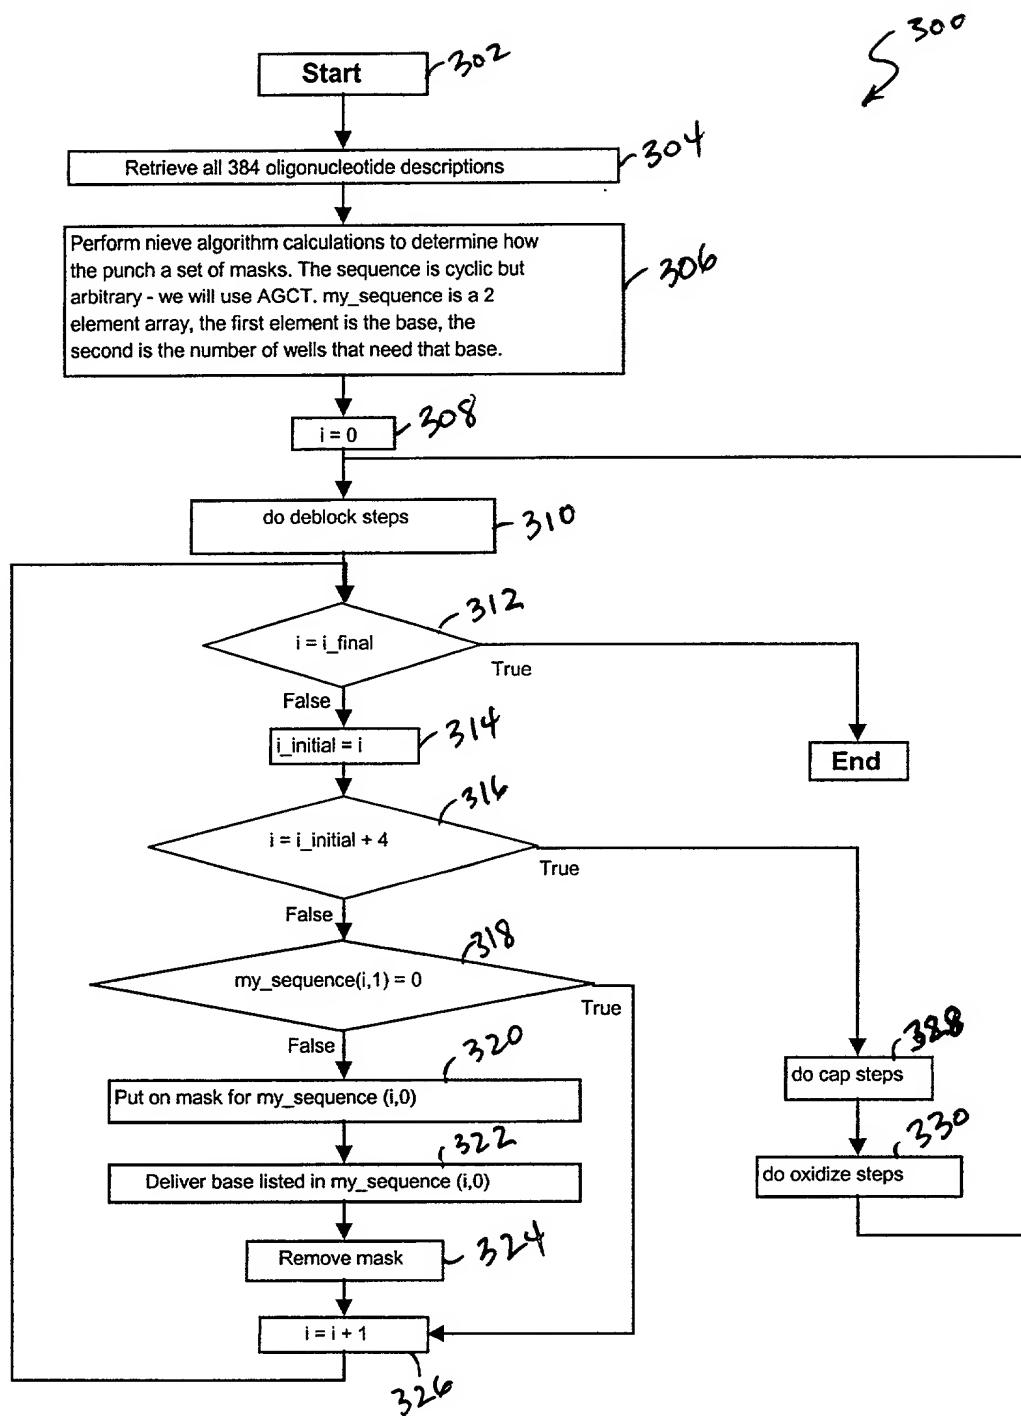 300
Start
302
Retrieve all 384 oligonucleotide descriptions
304
Perform nieve algorithm calculations to determine how
the punch a set of masks. The sequence is cyclic but
arbitrary - we will use AGCT. my_sequence is a 2
element array, the first element is the base, the
second is the number of wells that need that base.
306
i = 0
308
do deblock steps
310
i = i_final
312
True
False
i_initial = i
314
End
i = i_initial + 4
316
True
False
my_sequence(i,1) = 0
318
True
False
Put on mask for my_sequence (i,0)
320
do cap steps
388
Deliver base listed in my_sequence (i,0)
322
do oxidize steps
330
Remove mask
324
i = i + 1
326